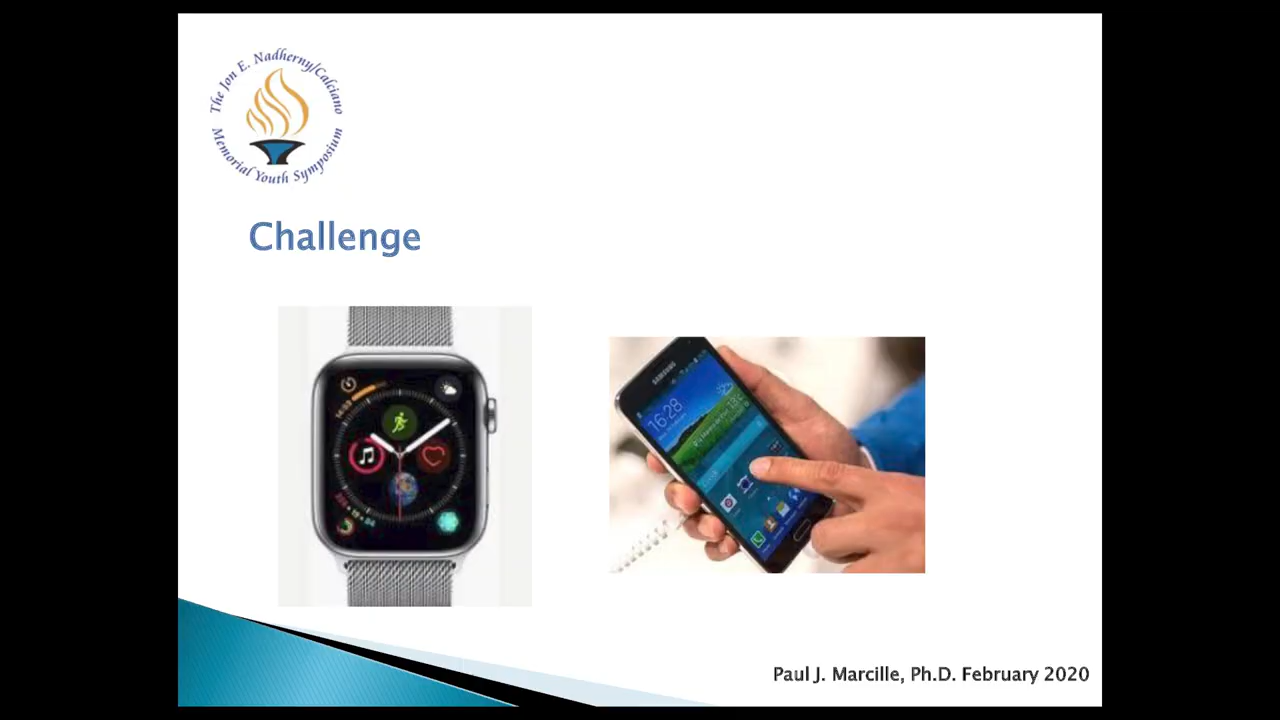 The Jon E. Nadherny/Calciano
Memorial Youth Symposium
Challenge
SAMSUNG
16:28
Paul J. Marcille, Ph.D. February 2020